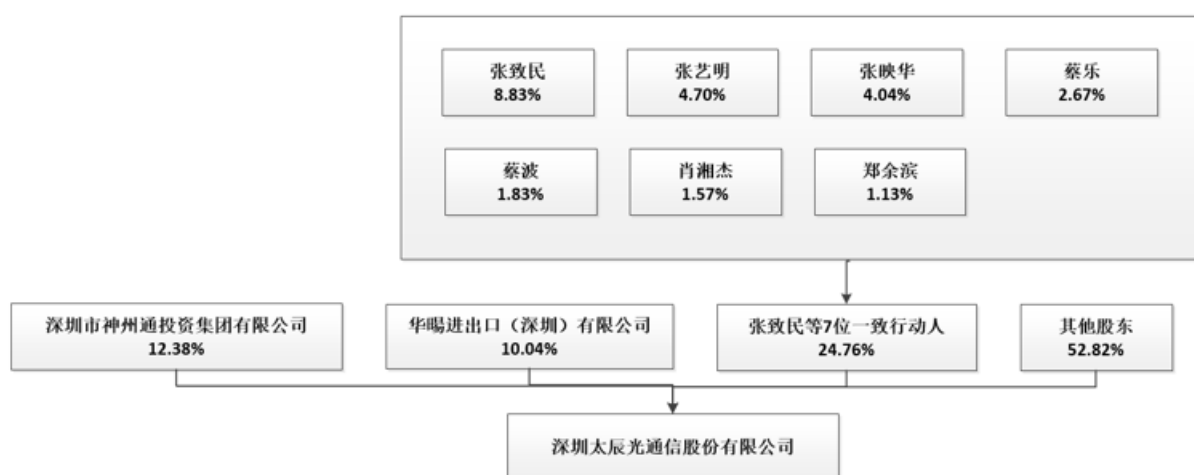 张致民
8.83%
张艺明
4.70%
张映华
4.04%
蔡乐
2.67%
蔡波
1.83%
肖湘杰
1.57%
郑余滨
1.13%
深圳市神州通投资集团有限公司
12.38%
华暘进出口（深圳）有限公司
10.04%
张致民等7位一致行动人
24.76%
其他股东
52.82%
深圳太辰光通信股份有限公司